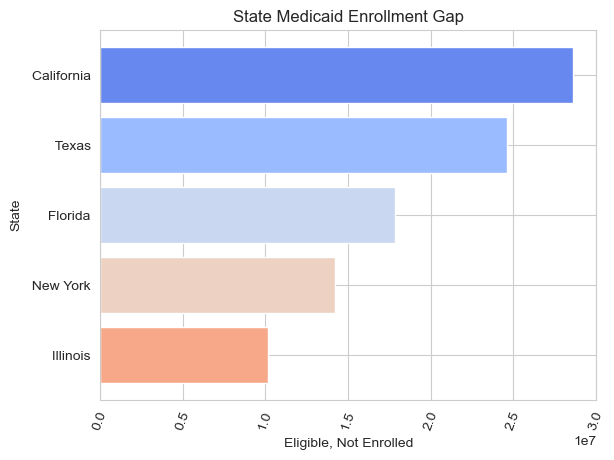 State Medicaid Enrollment Gap
State
California
Texas
Florida
New York
Illinois
0.0
0.5
1.0
1.5
2.0
2.5
3.0
1e7
Eligible, Not Enrolled